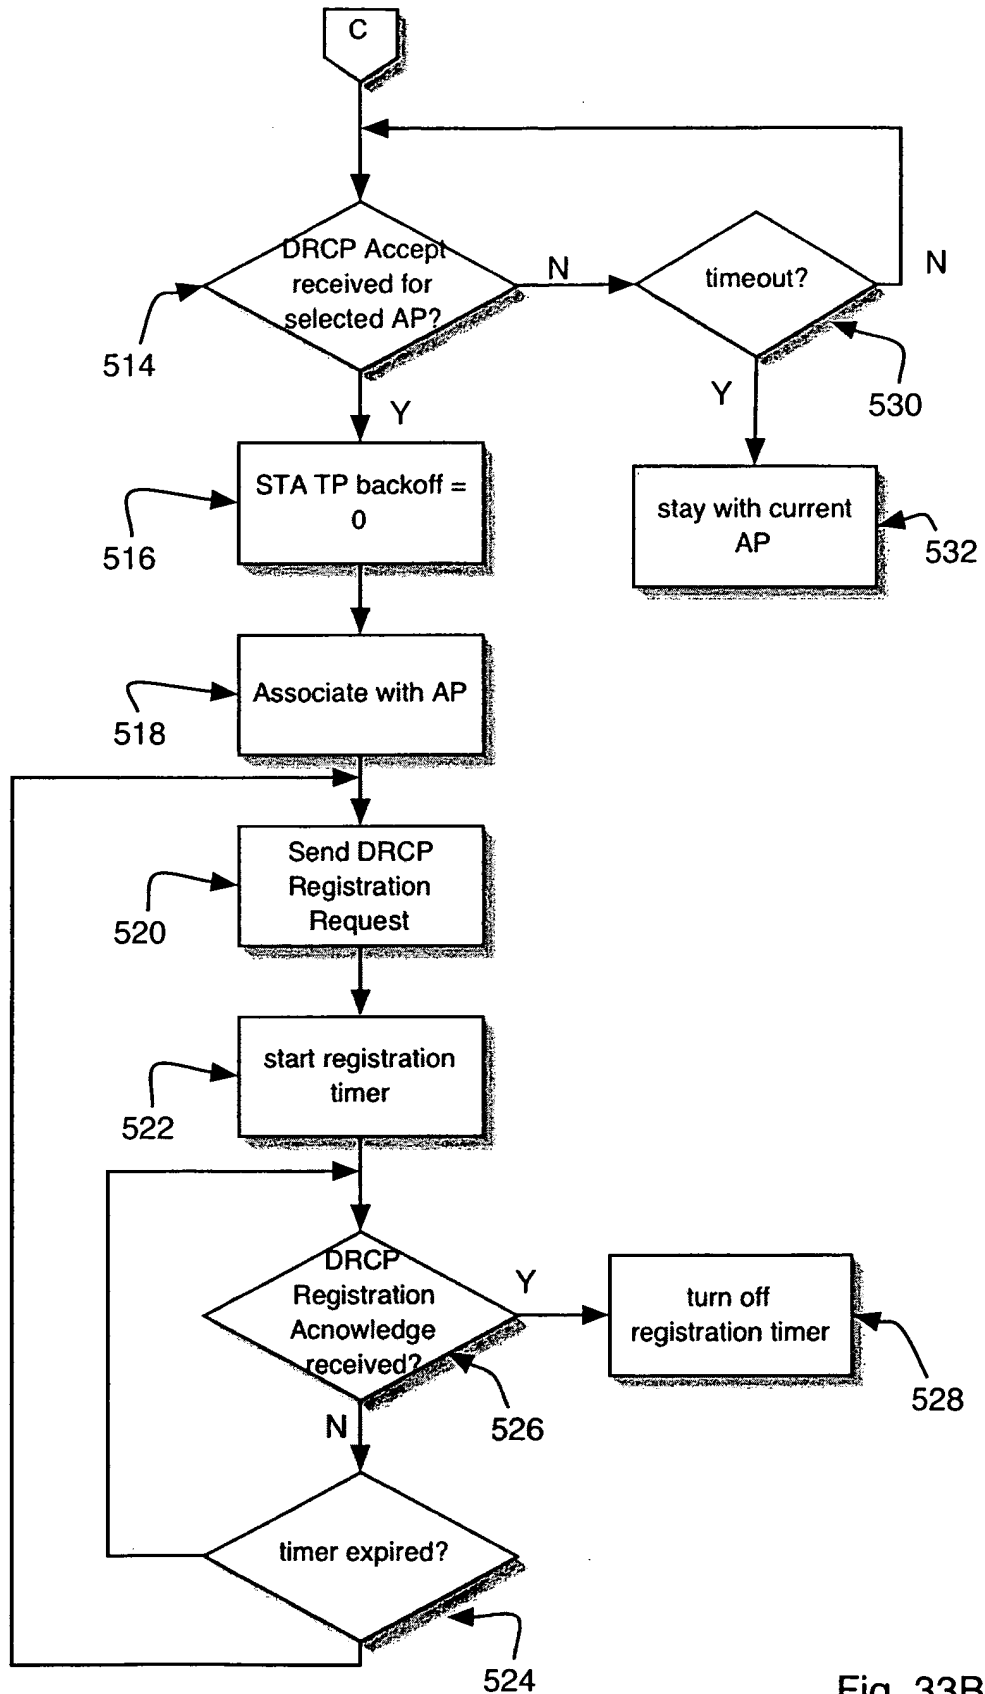 C
DRCP Accept
received for
selected AP?
N
timeout?
N
514
Y
Y
530
STA TP backoff =
0
stay with current
AP
516
532
Associate with AP
518
Send DRCP
Registration
Request
520
start registration
timer
522
DRCP
Registration
Acnowledge
received?
Y
turn off
registration timer
526
528
N
timer expired?
524
Fig. 33B